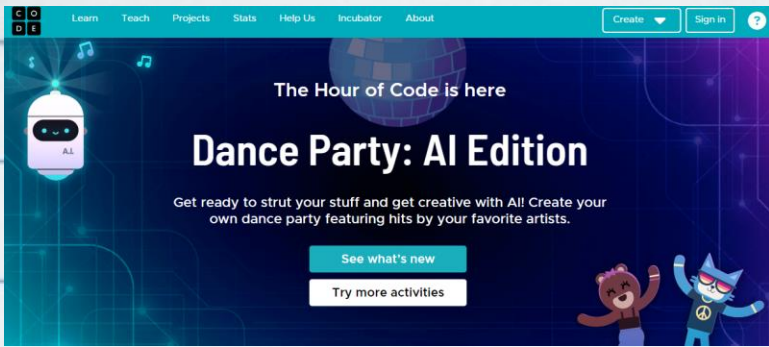 C O
D E
Learn Teach Projects Stats Help Us Incubator About
Create Sign in ?
The Hour of Code is here
Dance Party: AI Edition
A.I.
Get ready to strut your stuff and get creative with AI! Create your
own dance party featuring hits by your favorite artists.
See what's new
Try more activities